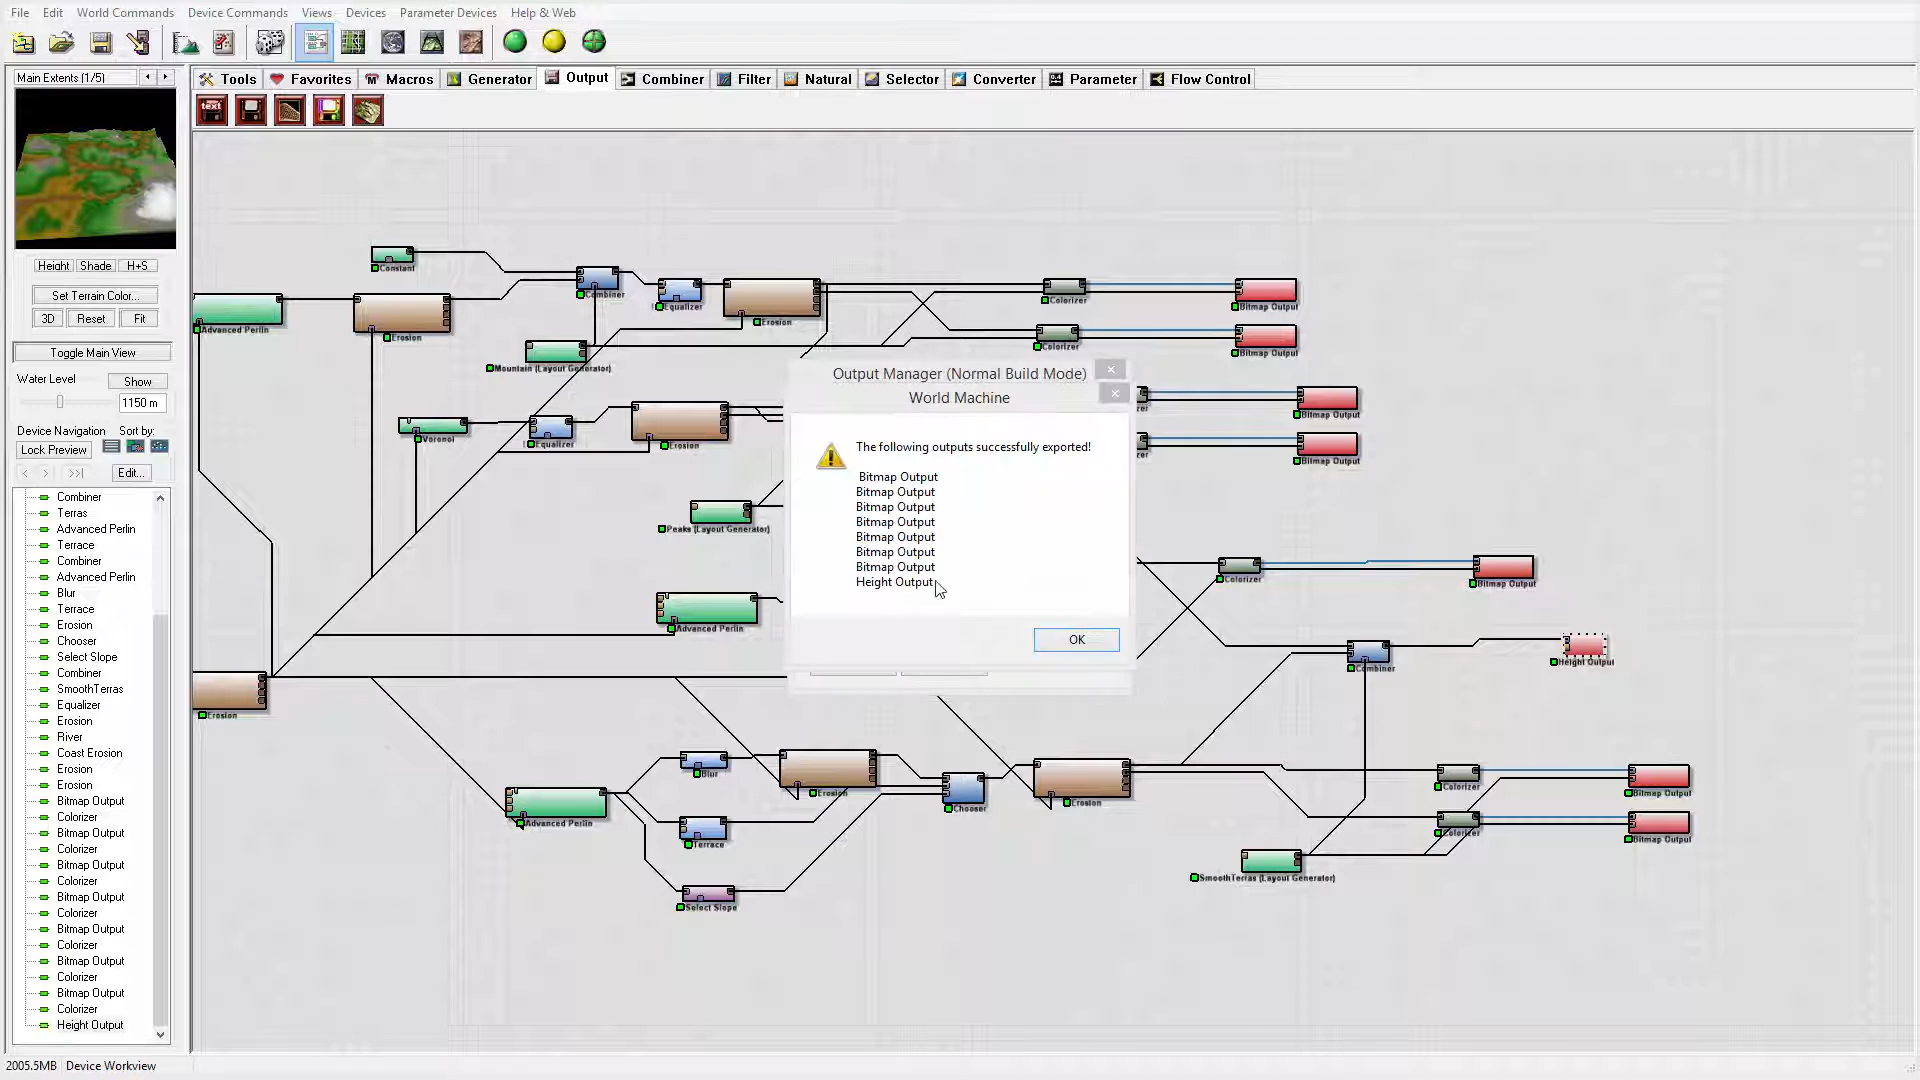 File Edit World Commands Device Commands Views Devices Parameter Devices Help & Web
Main Extents (1/5)
Tools Favorites Macros Generator Output Combiner Filter Natural Selector Converter Parameter Flow Control
text
Height Shade H+S
Set Terrain Color...
3D Reset Fit
Toggle Main View
Water Level Show
1150 m
Device Navigation Sort by:
Lock Preview
Edit...
Combiner
Terras
Advanced Perlin
Terrace
Combiner
Advanced Perlin
Blur
Terrace
Erosion
Chooser
Select Slope
Combiner
SmoothTerras
Equalizer
Erosion
River
Coast Erosion
Erosion
Erosion
Bitmap Output
Colorizer
Bitmap Output
Colorizer
Bitmap Output
Colorizer
Bitmap Output
Colorizer
Bitmap Output
Colorizer
Bitmap Output
Colorizer
Bitmap Output
Colorizer
Height Output
2005.5MB Device Workview
Constant
Combiner
Equalizer
Erosion
Colorizer
Bitmap Output
Advanced Perlin
Erosion
Colorizer
Bitmap Output
Mountain (Layout Generator)
Voronoi
Equalizer
Erosion
zer
Bitmap Output
zer
Bitmap Output
Peaks (Layout Generator)
Advanced Perlin
Colorizer
Bitmap Output
Combiner
Height Output
Erosion
Blur
Erosion
Chooser
Erosion
Colorizer
Bitmap Output
Advanced Perlin
Terrace
Colorizer
Bitmap Output
SmoothTerras (Layout Generator)
Select Slope
Output Manager (Normal Build Mode)
World Machine
The following outputs successfully exported!
Bitmap Output
Bitmap Output
Bitmap Output
Bitmap Output
Bitmap Output
Bitmap Output
Bitmap Output
Height Output
OK